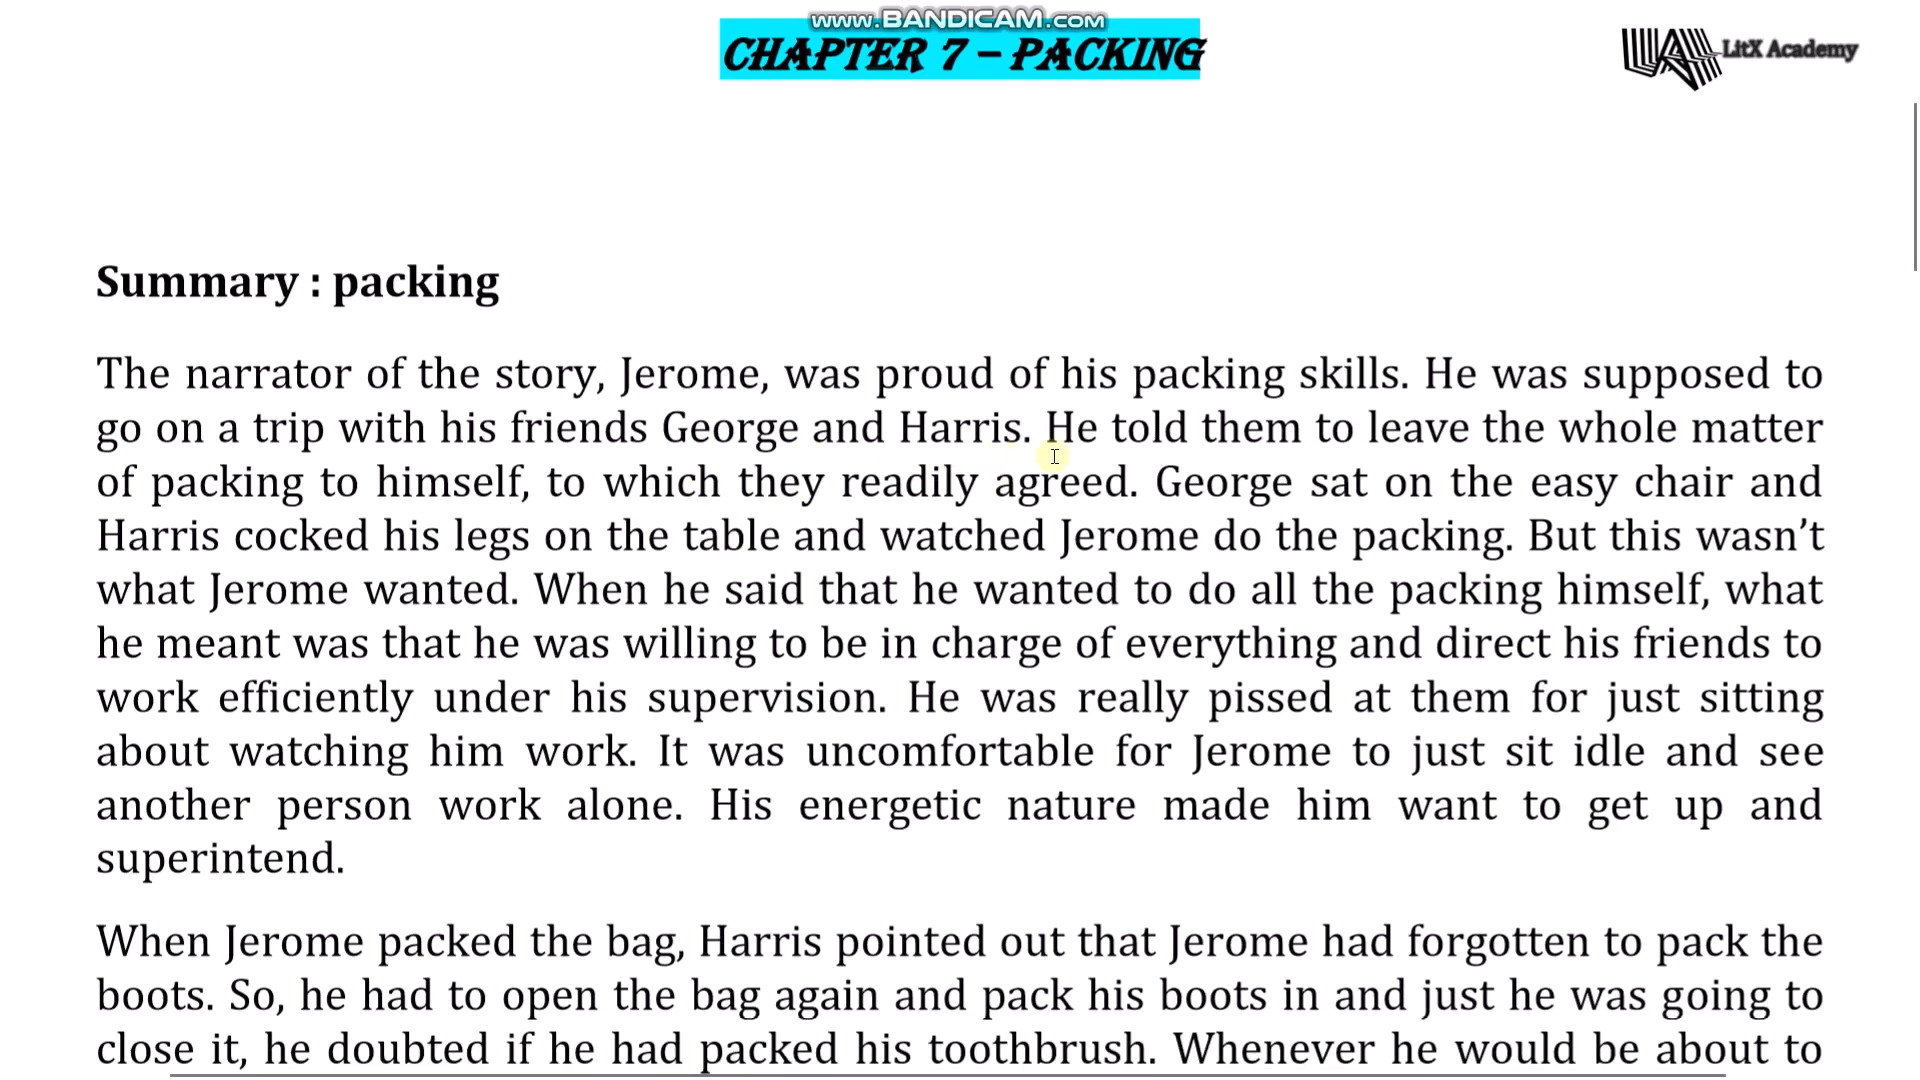 www.BANDICAM.com
CHAPTER 7 – PACKING
LitX Academy
Summary : packing
The narrator of the story, Jerome, was proud of his packing skills. He was supposed to
go on a trip with his friends George and Harris. He told them to leave the whole matter
of packing to himself, to which they readily agreed. George sat on the easy chair and
Harris cocked his legs on the table and watched Jerome do the packing. But this wasn’t
what Jerome wanted. When he said that he wanted to do all the packing himself, what
he meant was that he was willing to be in charge of everything and direct his friends to
work efficiently under his supervision. He was really pissed at them for just sitting
about watching him work. It was uncomfortable for Jerome to just sit idle and see
another person work alone. His energetic nature made him want to get up and
superintend.
When Jerome packed the bag, Harris pointed out that Jerome had forgotten to pack the
boots. So, he had to open the bag again and pack his boots in and just he was going to
close it, he doubted if he had packed his toothbrush. Whenever he would be about to